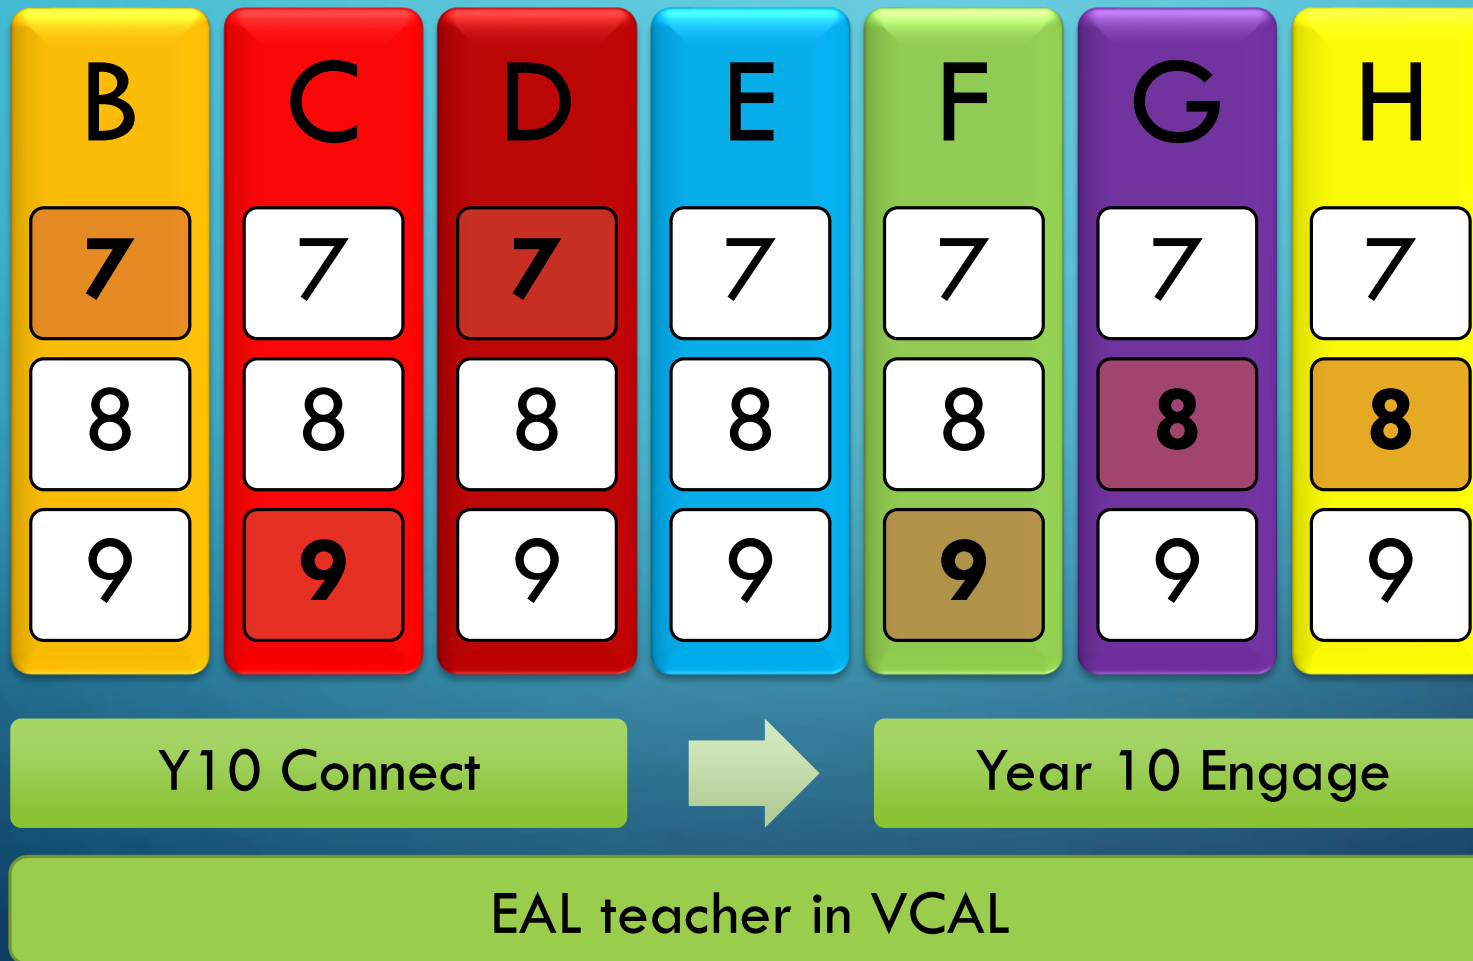 B C D E F G H
7 7 7 7 7 7 7
8 8 8 8 8 8 8
9 9 9 9 9 9 9
Y10 Connect Year 10 Engage
EAL teacher in VCAL